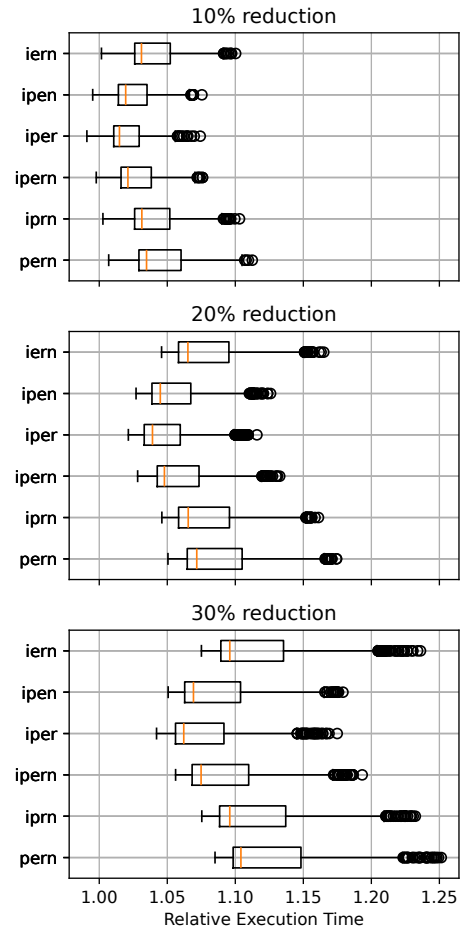 10% reduction
iern
ipen
iper
ipern
iprn
pern
20% reduction
iern
ipen
iper
ipern
iprn
pern
30% reduction
iern
ipen
iper
ipern
iprn
pern
1.00 1.05 1.10 1.15 1.20 1.25
Relative Execution Time